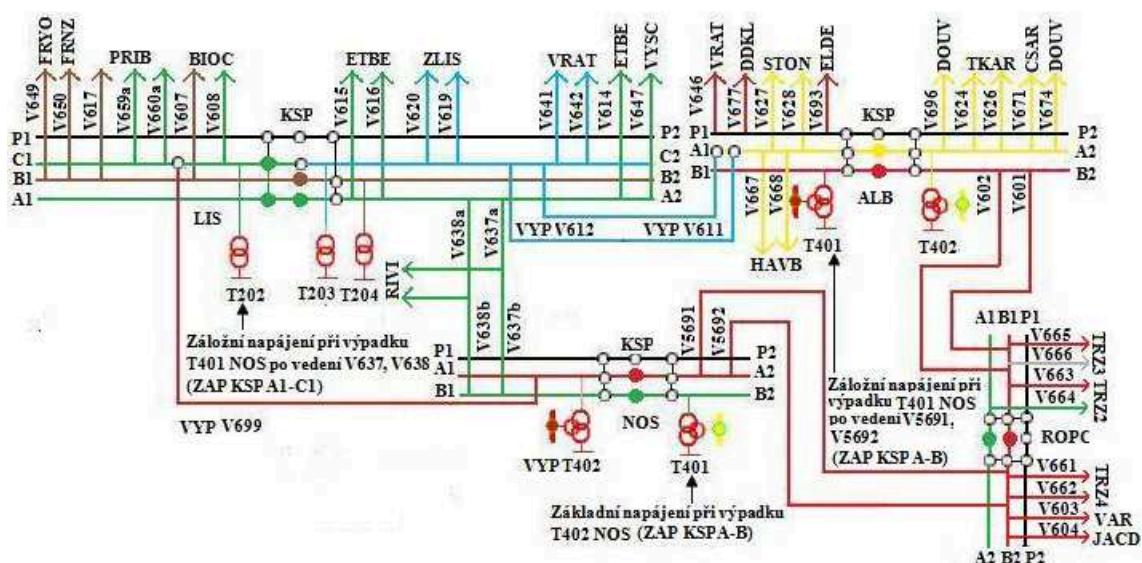 FRYO
FRNZ
PRIB
BIOC
ETBE
ZLIS
VRAT
ETBE
VYSC
VRAT
DDKL
STON
ELDE
DOUV
TKAR
CSAR
DOUV
V649
V650
V617
V659a
V660a
V607
V608
V615
V616
V620
V619
V641
V642
V614
V647
V646
V677
V627
V628
V693
V696
V624
V626
V671
V674
KSP
KSP
P1
P2
P1
P2
C1
C2
A1
A2
B1
B2
B1
B2
A1
A2
LIS
VYP V612
VYP V611
V667
V668
ALB
V602
V601
V638a
V637a
T401
T402
HAVB
T202
T203
T204
RIVI
Záložní napájení při výpadku
T401 NOS po vedení V637, V638
(ZAP KSP A1-C1)
V638b
V637b
V5691
V5692
A1 B1 P1
V665
V666
V663
V664
TRZ3
TRZ2
P1
KSP
P2
A1
A2
B1
B2
NOS
VYP V699
VYP T402
T401
Záložní napájení při
výpadku T401 NOS
po vedení V5691,
V5692
(ZAP KSP A-B)
ROPC
V661
V662
V603
V604
TRZ4
VAR
JACD
Základní napájení při výpadku
T402 NOS (ZAP KSP A-B)
A2 B2 P2